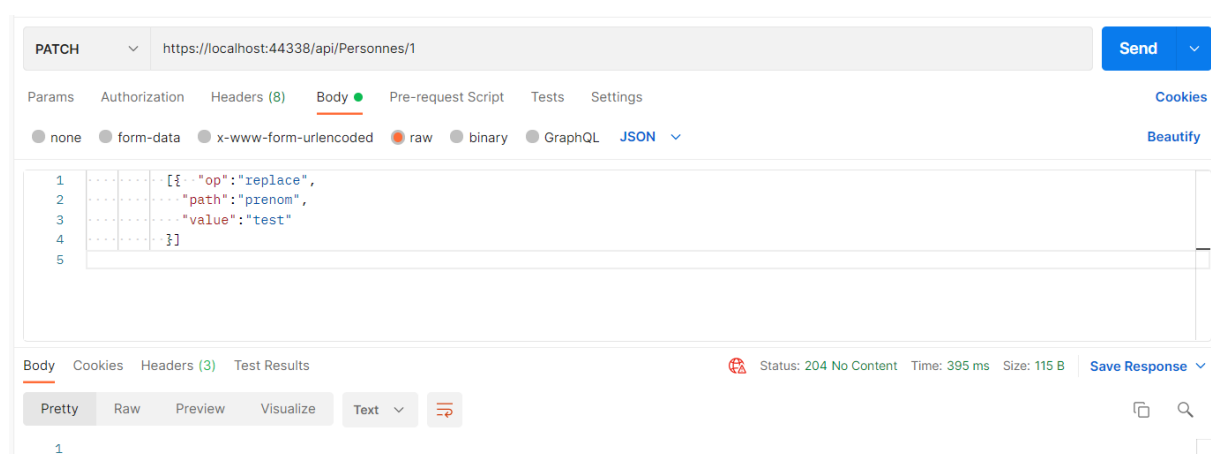 PATCH https://localhost:44338/api/Personnes/1 Send
Params Authorization Headers (8) Body Pre-request Script Tests Settings Cookies
none form-data x-www-form-urlencoded raw binary GraphQL JSON Beautify
1 [{ "op":"replace",
2 "path":"prenom",
3 "value":"test"
4 }]
5
Body Cookies Headers (3) Test Results Status: 204 No Content Time: 395 ms Size: 115 B Save Response
Pretty Raw Preview Visualize Text
1